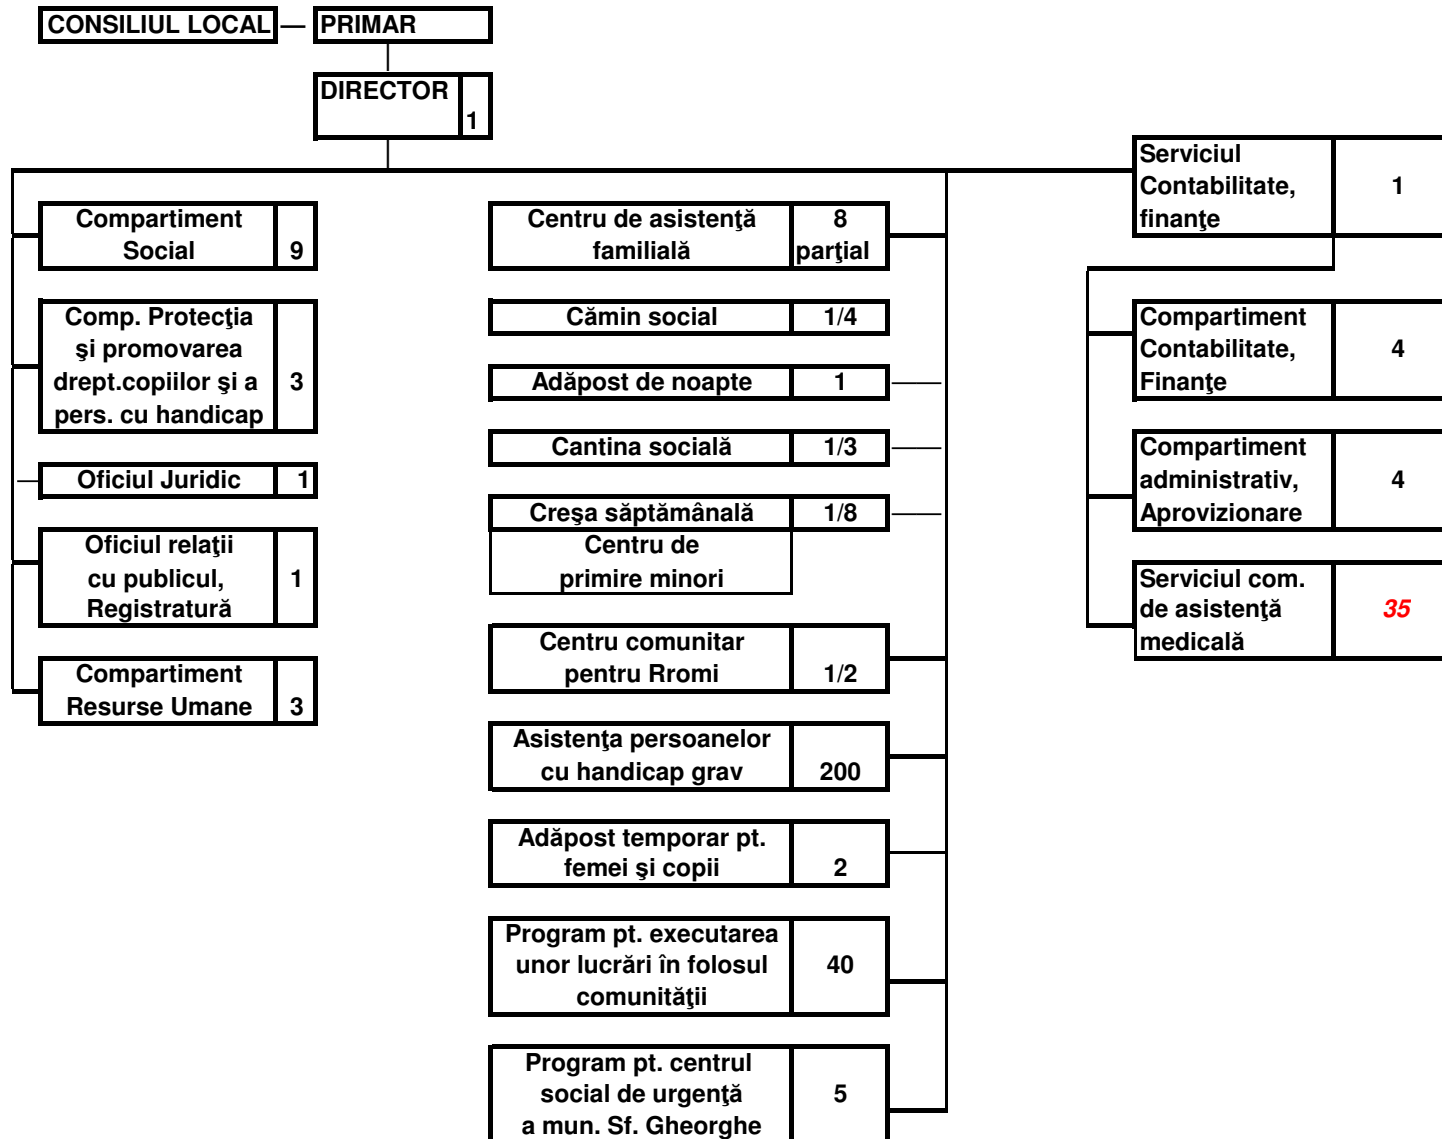 CONSILIUL LOCAL
PRIMAR
DIRECTOR
1
Compartiment
Social 9
Comp. Protecţia
şi promovarea
drept.copiilor şi a 3
pers. cu handicap
Oficiul Juridic 1
Oficiul relaţii
cu publicul, 1
Registratură
Compartiment
Resurse Umane 3
Centru de asistenţă 8
familială parţial
Cămin social 1/4
Adăpost de noapte 1
Cantina socială 1/3
Creşa săptămânală 1/8
Centru de
primire minori
Centru comunitar
pentru Rromi 1/2
Asistenţa persoanelor
cu handicap grav 200
Adăpost temporar pt.
femei şi copii 2
Program pt. executarea
unor lucrări în folosul 40
comunităţii
Program pt. centrul
social de urgenţă 5
a mun. Sf. Gheorghe
Serviciul
Contabilitate, 1
finanţe
Compartiment
Contabilitate, 4
Finanţe
Compartiment
administrativ, 4
Aprovizionare
Serviciul com.
de asistenţă 35
medicală